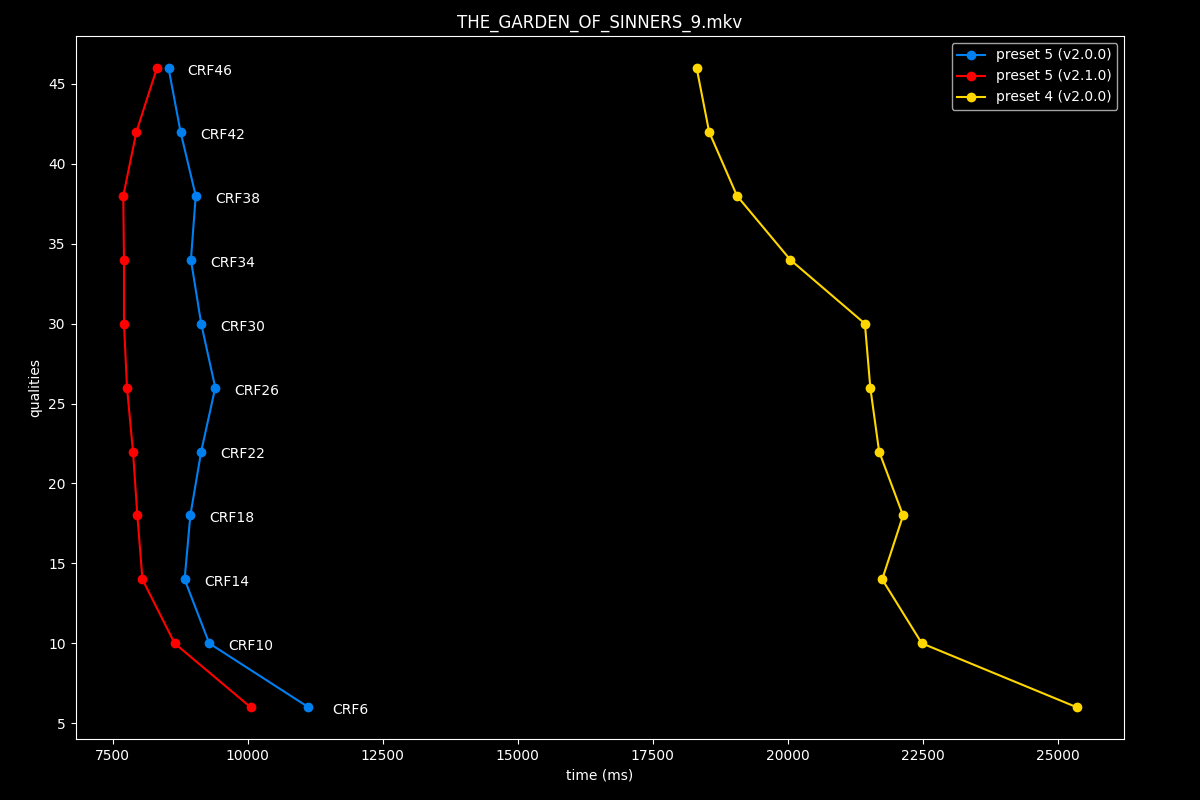 THE_GARDEN_OF_SINNERS_9.mkv
preset 5 (v2.0.0)
preset 5 (v2.1.0)
preset 4 (v2.0.0)
CRF46
CRF42
CRF38
CRF34
CRF30
CRF26
CRF22
CRF18
CRF14
CRF10
CRF6
45
40
35
30
25
20
15
10
5
qualities
7500 10000 12500 15000 17500 20000 22500 25000
time (ms)